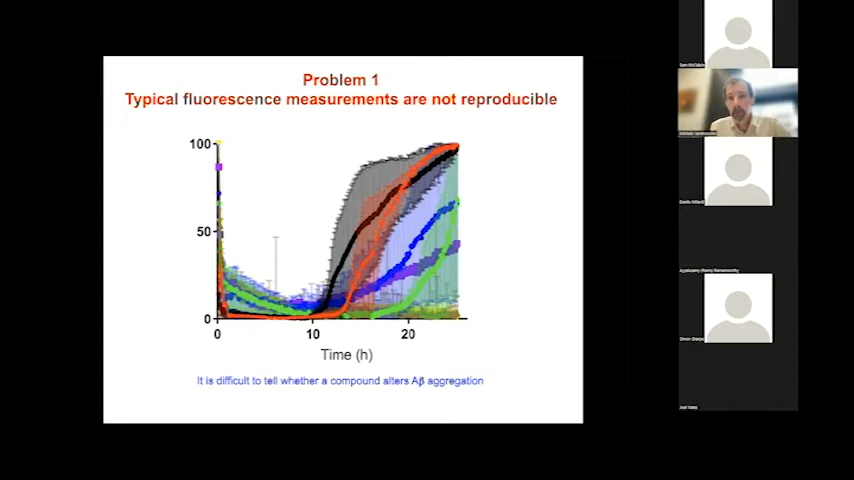 Problem 1
Typical fluorescence measurements are not reproducible
100
50
0
0
10
20
Time (h)
It is difficult to tell whether a compound alters Aβ aggregation